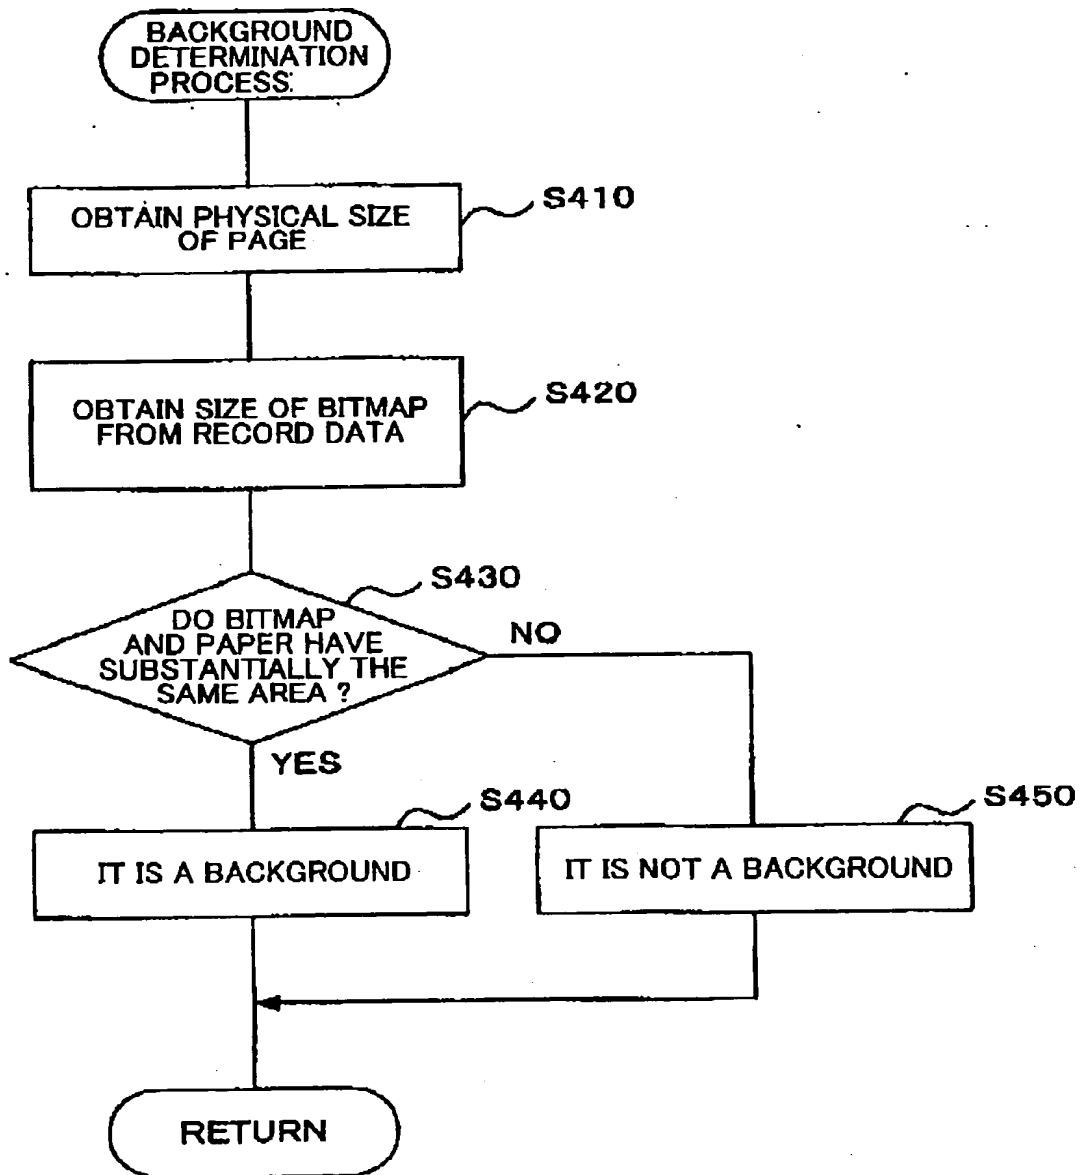 BACKGROUND
DETERMINATION
PROCESS:
OBTAIN PHYSICAL SIZE
OF PAGE
S410
OBTAIN SIZE OF BITMAP
FROM RECORD DATA
S420
DO BITMAP
AND PAPER HAVE
SUBSTANTIALLY THE
SAME AREA ?
S430
NO
YES
IT IS A BACKGROUND
S440
IT IS NOT A BACKGROUND
S450
RETURN